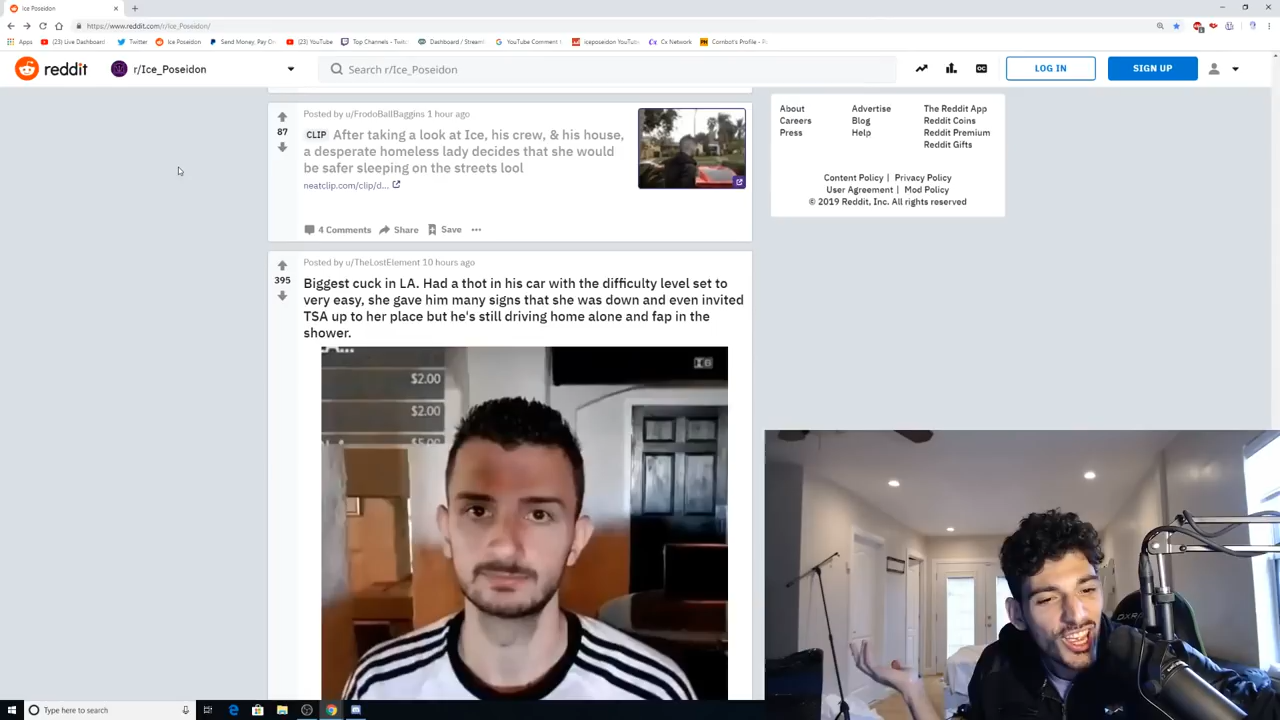 Ice Poseidon
https://www.reddit.com/r/Ice_Poseidon/
Apps (23) Live Dashboard Twitter Ice Poseidon Send Money, Pay O (23) YouTube Top Channels - Twitc Dashboard / Stream YouTube Comment iceposeidon YouTub Cx Network Combot's Profile - P
reddit r/Ice_Poseidon Search r/Ice_Poseidon LOG IN SIGN UP
Posted by u/FrodoBallBaggins 1 hour ago
87
CLIP After taking a look at Ice, his crew, & his house,
a desperate homeless lady decides that she would
be safer sleeping on the streets lool
neatclip.com/clip/d...
4 Comments Share Save
Posted by u/TheLostElement 10 hours ago
395
Biggest cuck in LA. Had a thot in his car with the difficulty level set to
very easy, she gave him many signs that she was down and even invited
TSA up to her place but he's still driving home alone and fap in the
shower.
$2.00
$2.00
$5.00
About Advertise The Reddit App
Careers Blog Reddit Coins
Press Help Reddit Premium
Reddit Gifts
Content Policy | Privacy Policy
User Agreement | Mod Policy
© 2019 Reddit, Inc. All rights reserved
Type here to search